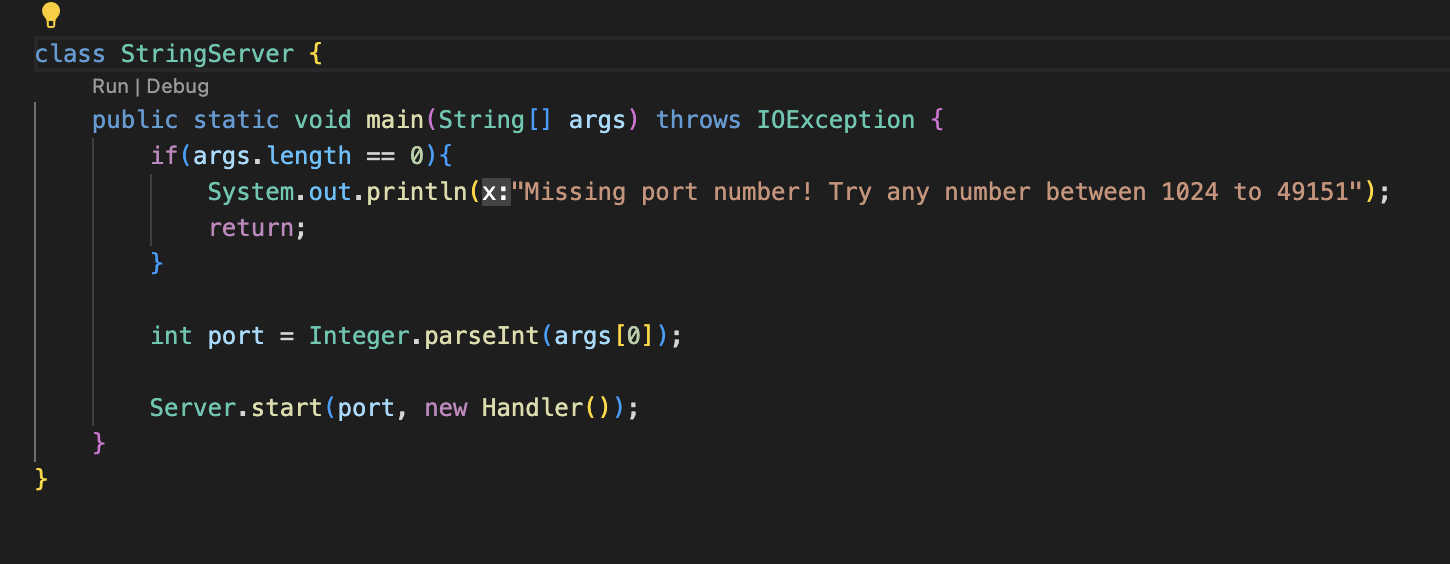 class StringServer {
Run | Debug
public static void main(String[] args) throws IOException {
if(args.length == 0){
System.out.println(x:"Missing port number! Try any number between 1024 to 49151");
return;
}
int port = Integer.parseInt(args[0]);
Server.start(port, new Handler());
}
}